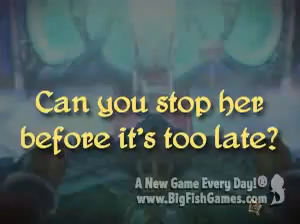 Can you stop her
before it's too late?
A New Game Every Day!®
www.BigFishGames.com